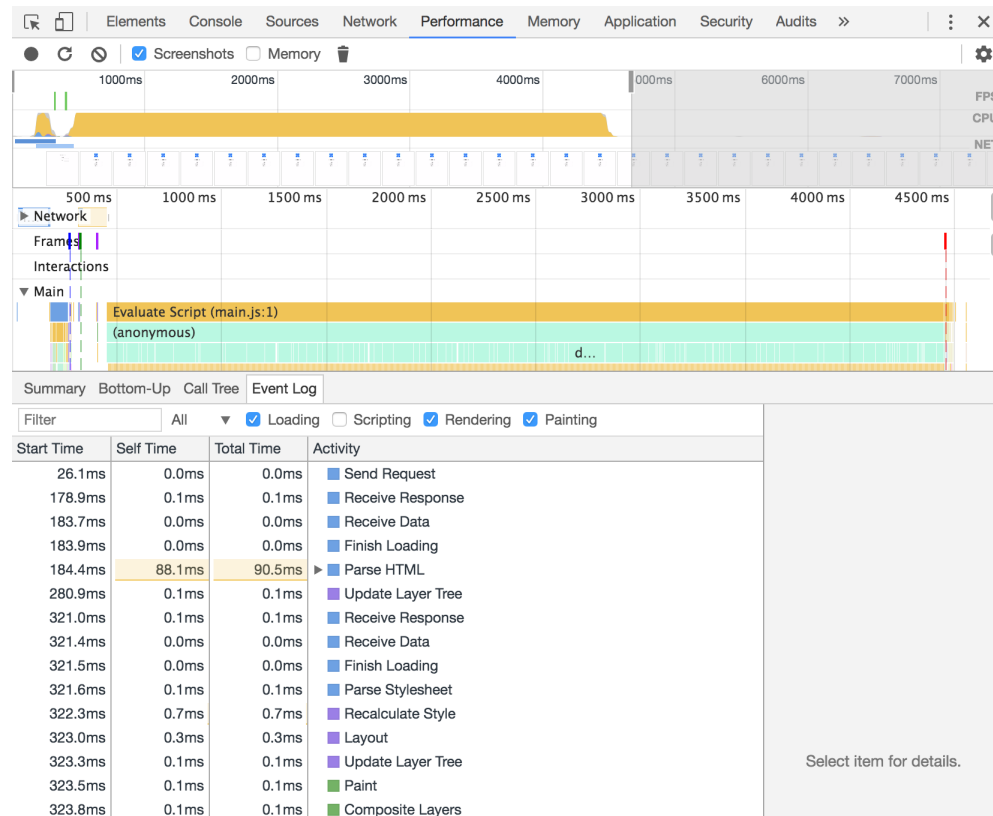 Elements Console Sources Network Performance Memory Application Security Audits »
Screenshots Memory
1000ms 2000ms 3000ms 4000ms 000ms 6000ms 7000ms
FPS
CPU
NET
500 ms 1000 ms 1500 ms 2000 ms 2500 ms 3000 ms 3500 ms 4000 ms 4500 ms
Network
Frames
Interactions
Main
Evaluate Script (main.js:1)
(anonymous)
d...
Summary Bottom-Up Call Tree Event Log
Filter All Loading Scripting Rendering Painting
Start Time Self Time Total Time Activity
26.1ms 0.0ms 0.0ms Send Request
178.9ms 0.1ms 0.1ms Receive Response
183.7ms 0.0ms 0.0ms Receive Data
183.9ms 0.0ms 0.0ms Finish Loading
184.4ms 88.1ms 90.5ms Parse HTML
280.9ms 0.1ms 0.1ms Update Layer Tree
321.0ms 0.1ms 0.1ms Receive Response
321.4ms 0.0ms 0.0ms Receive Data
321.5ms 0.0ms 0.0ms Finish Loading
321.6ms 0.1ms 0.1ms Parse Stylesheet
322.3ms 0.7ms 0.7ms Recalculate Style
323.0ms 0.3ms 0.3ms Layout
323.3ms 0.1ms 0.1ms Update Layer Tree
323.5ms 0.1ms 0.1ms Paint
323.8ms 0.1ms 0.1ms Composite Layers
Select item for details.